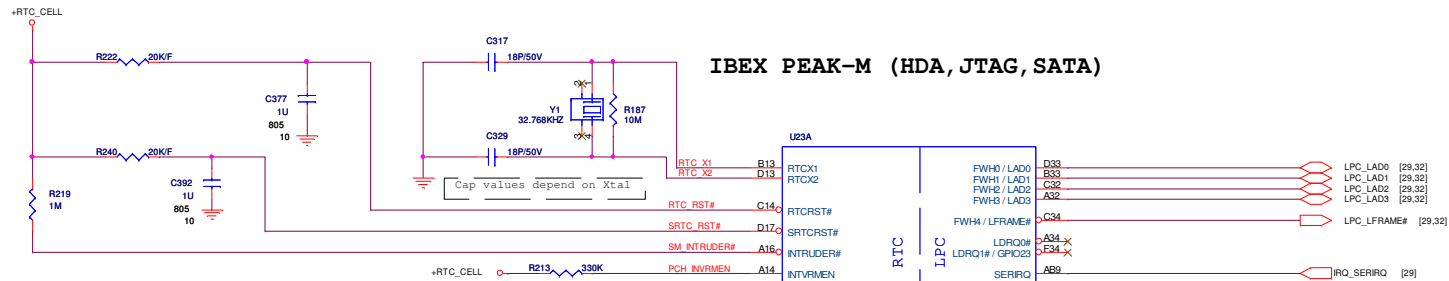 +RTC_CELL
R222 20K/F
C377
1U
805
10
R240 20K/F
C392
1U
805
10
R219
1M
C317
18P/50V
2 1
Y1
32.768KHZ
R187
10M
3 4
C329
18P/50V
Cap values depend on Xtal
IBEX PEAK-M (HDA,JTAG,SATA)
U23A
RTC_X1 B13 RTCX1
RTC_X2 D13 RTCX2
RTC_RST# C14 RTCRST#
SRTC_RST# D17 SRTCRST#
SM_INTRUDER# A16 INTRUDER#
+RTC_CELL R213 330K PCH_INVRMEN A14 INTVRMEN
RTC
LPC
FWH0 / LAD0 D33 LPC_LAD0 [29,32]
FWH1 / LAD1 B33 LPC_LAD1 [29,32]
FWH2 / LAD2 C32 LPC_LAD2 [29,32]
FWH3 / LAD3 A32 LPC_LAD3 [29,32]
FWH4 / LFRAME# C34 LPC_LFRAME# [29,32]
LDRQ0# A34
LDRQ1# / GPIO23 F34
SERIRQ AB9 IRQ_SERIRQ [29]